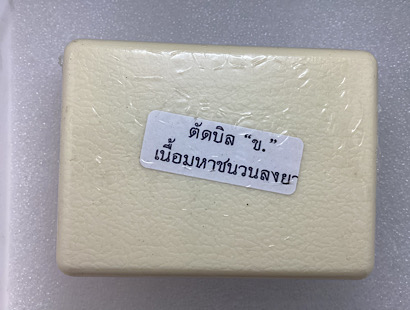 ตัดบิล “ข.”
เนื้อมหาชนวนลงยา